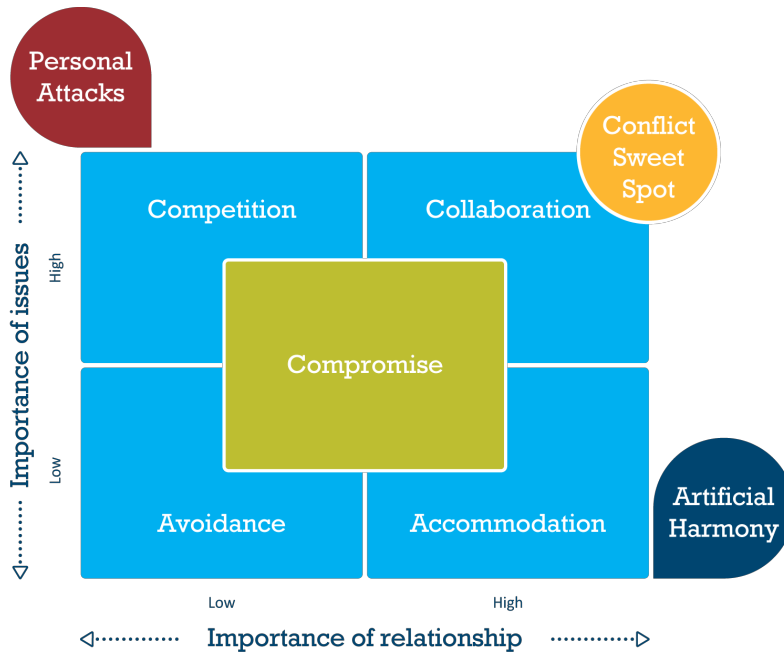 Personal
Attacks
Conflict
Sweet
Spot
Competition
Collaboration
Importance of issues
High
Compromise
Low
Artificial
Harmony
Avoidance
Accommodation
Low
High
Importance of relationship